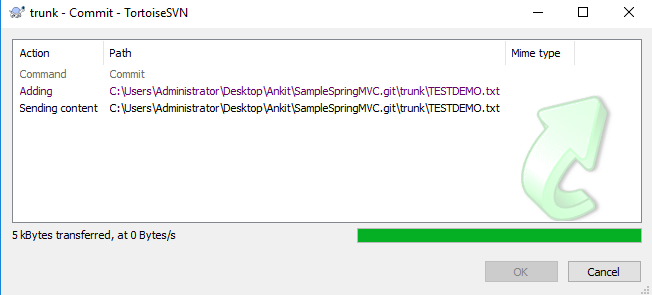 trunk - Commit - TortoiseSVN
Action Path Mime type
Command Commit
Adding C:\Users\Administrator\Desktop\Ankit\SampleSpringMVC.git\trunk\TESTDEMO.txt
Sending content C:\Users\Administrator\Desktop\Ankit\SampleSpringMVC.git\trunk\TESTDEMO.txt
5 kBytes transferred, at 0 Bytes/s
OK Cancel